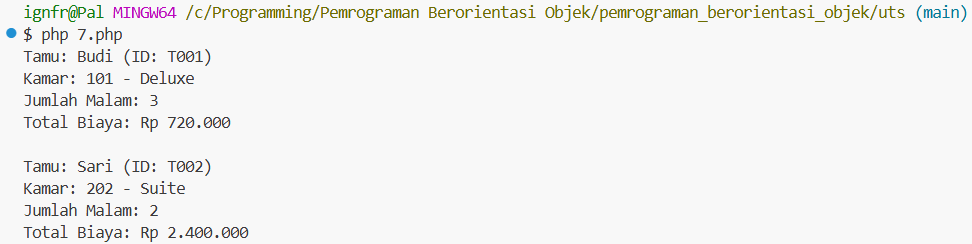 ignfr@Pal MINGW64 /c/Programming/Pemrograman Berorientasi Objek/pemrograman_berorientasi_objek/uts (main)
$ php 7.php
Tamu: Budi (ID: T001)
Kamar: 101 - Deluxe
Jumlah Malam: 3
Total Biaya: Rp 720.000

Tamu: Sari (ID: T002)
Kamar: 202 - Suite
Jumlah Malam: 2
Total Biaya: Rp 2.400.000